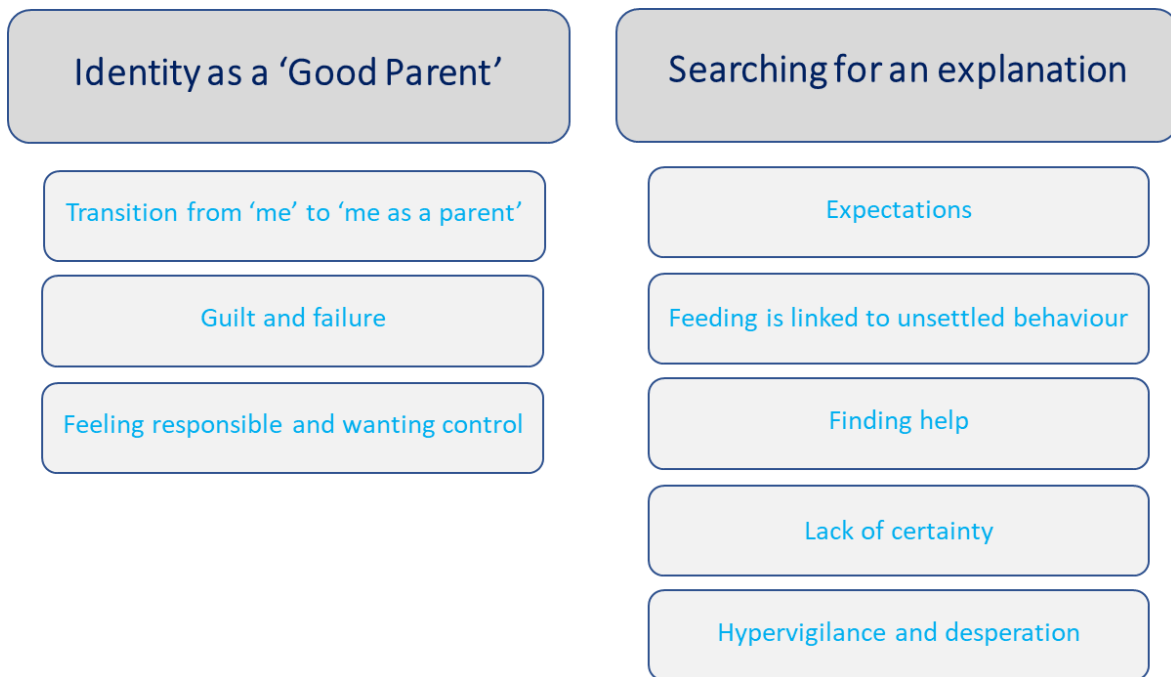 Identity as a ‘Good Parent’
Transition from ‘me’ to ‘me as a parent’
Guilt and failure
Feeling responsible and wanting control
Searching for an explanation
Expectations
Feeding is linked to unsettled behaviour
Finding help
Lack of certainty
Hypervigilance and desperation